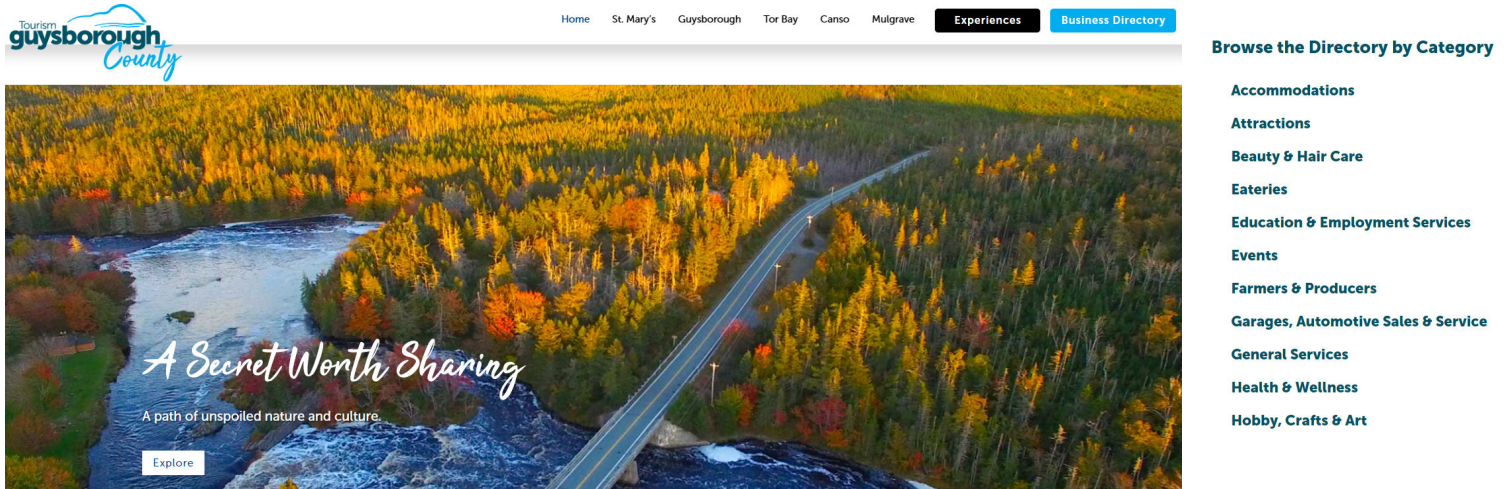 Tourism
guysborough
County
Home St. Mary's Guysborough Tor Bay Canso Mulgrave Experiences Business Directory
A Secret Worth Sharing
A path of unspoiled nature and culture.
Explore
Browse the Directory by Category
Accommodations
Attractions
Beauty & Hair Care
Eateries
Education & Employment Services
Events
Farmers & Producers
Garages, Automotive Sales & Service
General Services
Health & Wellness
Hobby, Crafts & Art